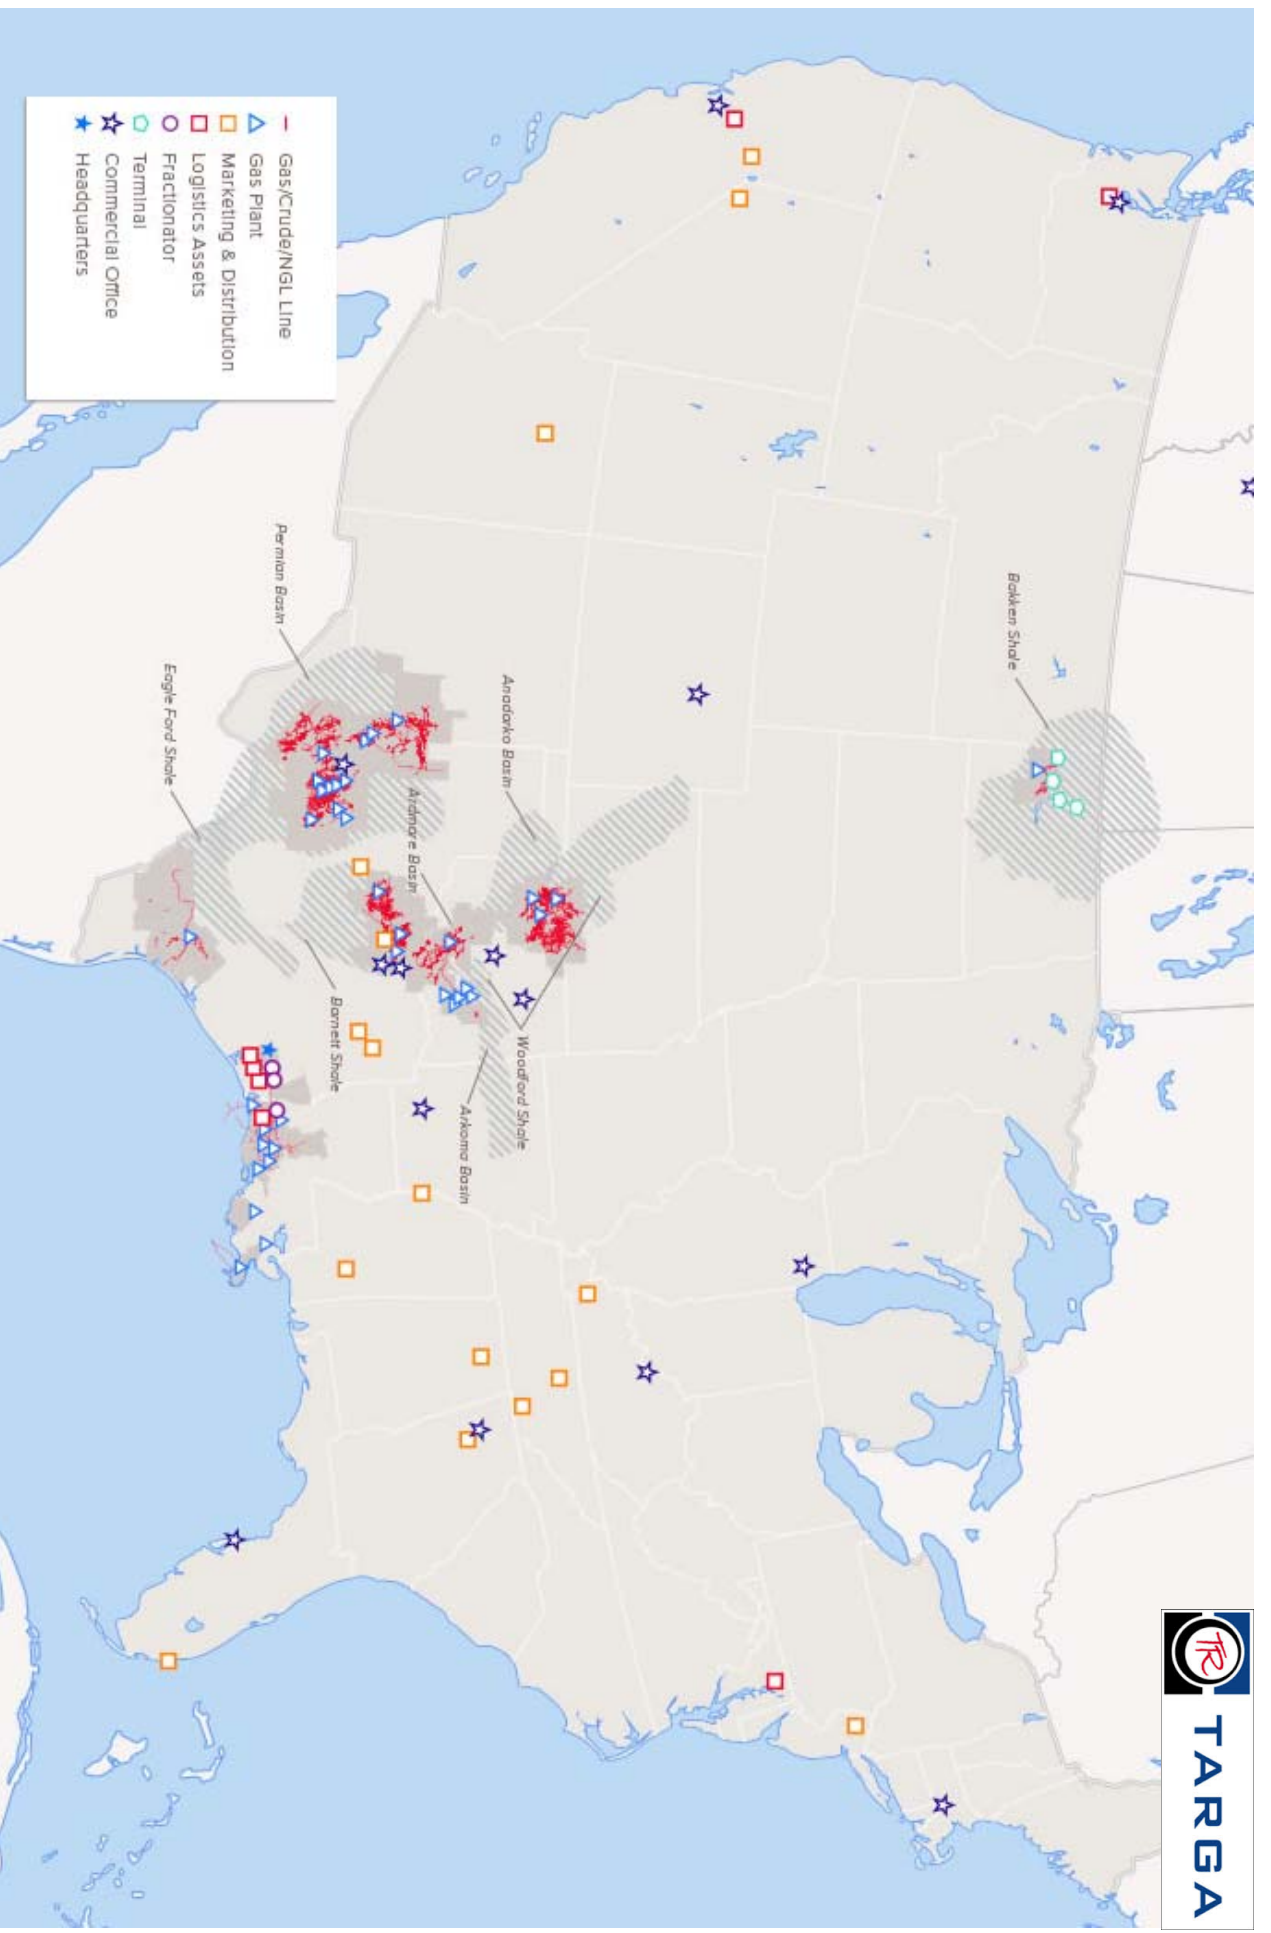 TARGA
TR
Bakken Shale
Anadarko Basin
Permian Basin
Eagle Ford Shale
Ardmore Basin
Woodford Shale
Arkoma Basin
Barnett Shale
Gas/Crude/NGL Line
Gas Plant
Marketing & Distribution
Logistics Assets
Fractionator
Terminal
Commercial Office
Headquarters